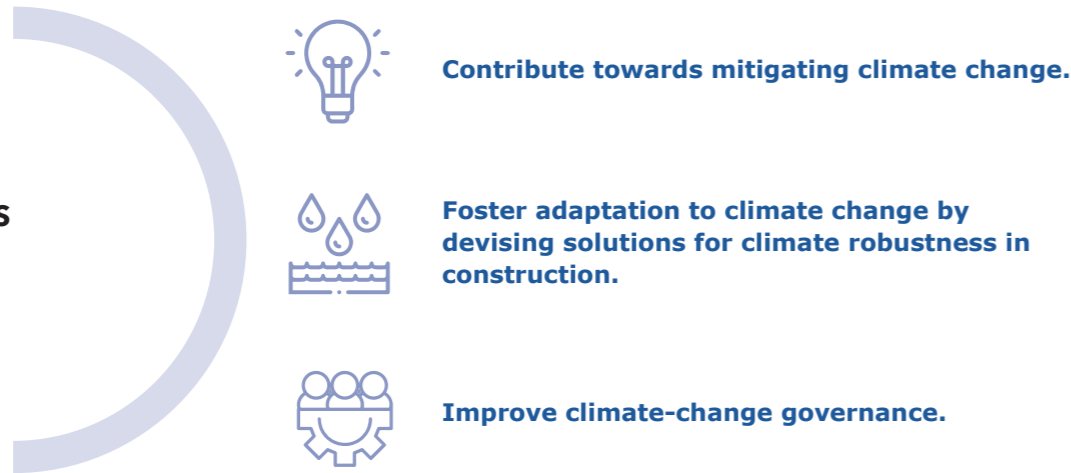 Contribute towards mitigating climate change.
s
Foster adaptation to climate change by
devising solutions for climate robustness in
construction.
Improve climate-change governance.